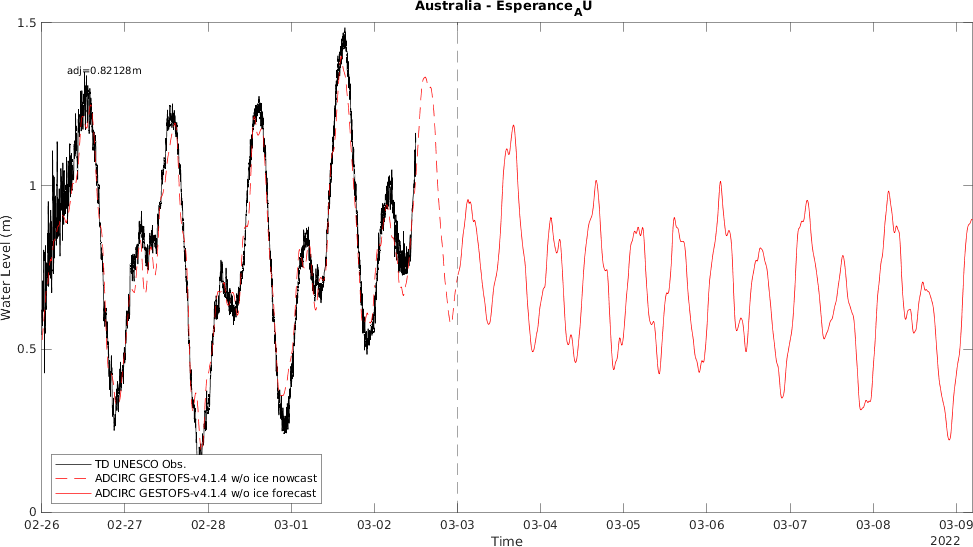 Australia - Esperance_AU
1.5
adj=0.82128m
1
Water Level (m)
0.5
TD UNESCO Obs.
ADCIRC GESTOFS-v4.1.4 w/o ice nowcast
ADCIRC GESTOFS-v4.1.4 w/o ice forecast
0
02-26 02-27 02-28 03-01 03-02 03-03 03-04 03-05 03-06 03-07 03-08 03-09
Time 2022